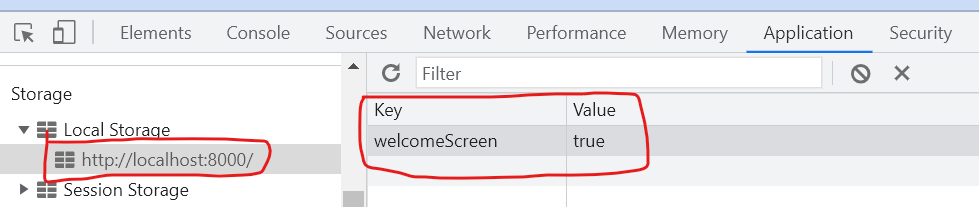 Elements Console Sources Network Performance Memory Application Security
Filter
Storage
Key Value
Local Storage
welcomeScreen true
http://localhost:8000/
Session Storage